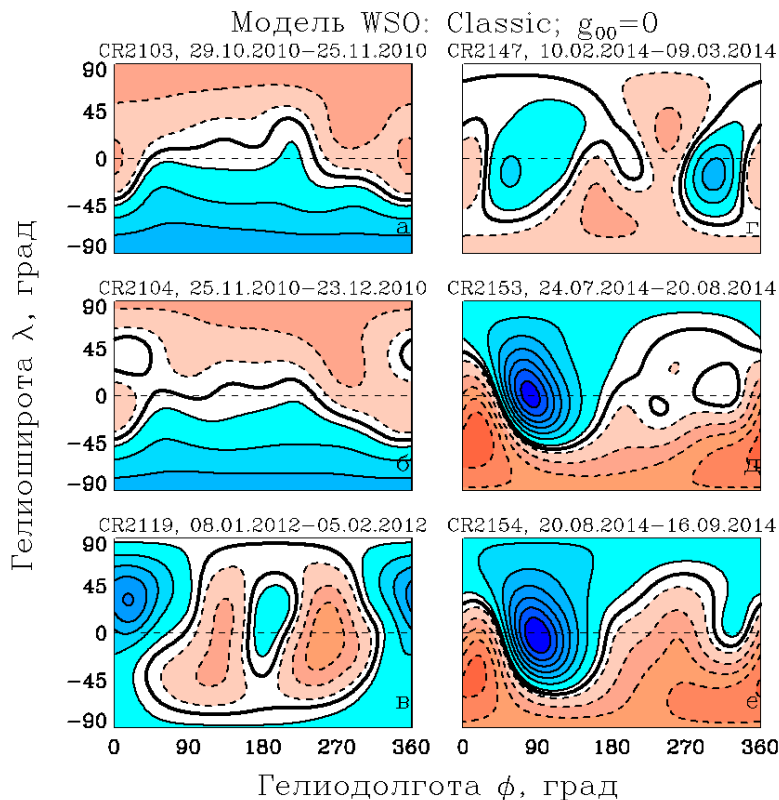 Модель WSO: Classic; g₀₀=0
CR2103, 29.10.2010−25.11.2010
CR2147, 10.02.2014−09.03.2014
90
45
0
−45
−90
а
г
CR2104, 25.11.2010−23.12.2010
CR2153, 24.07.2014−20.08.2014
Гелиоширота λ, град
90
45
0
−45
−90
б
д
CR2119, 08.01.2012−05.02.2012
CR2154, 20.08.2014−16.09.2014
90
45
0
−45
−90
в
е
0 90 180 270 360
0 90 180 270 360
Гелиодолгота ϕ, град